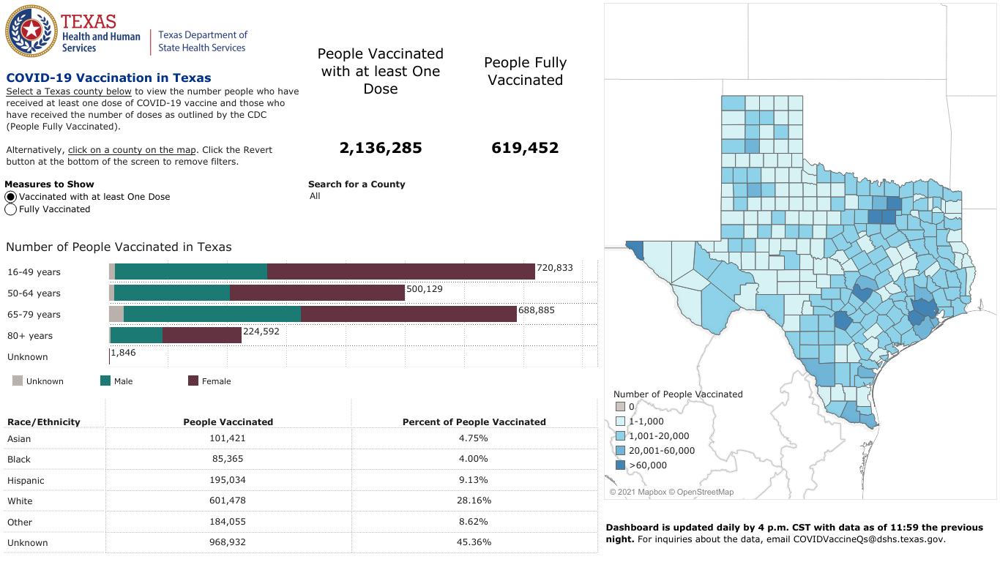 TEXAS
Health and Human
Services
Texas Department of
State Health Services
COVID-19 Vaccination in Texas
Select a Texas county below to view the number people who have
received at least one dose of COVID-19 vaccine and those who
have received the number of doses as outlined by the CDC
(People Fully Vaccinated).
Alternatively, click on a county on the map. Click the Revert
button at the bottom of the screen to remove filters.
People Vaccinated
with at least One
Dose
2,136,285
People Fully
Vaccinated
619,452
Measures to Show
Vaccinated with at least One Dose
Fully Vaccinated
Search for a County
All
Number of People Vaccinated in Texas
16-49 years 720,833
50-64 years 500,129
65-79 years 688,885
80+ years 224,592
Unknown 1,846
Unknown Male Female
Race/Ethnicity People Vaccinated Percent of People Vaccinated
Asian 101,421 4.75%
Black 85,365 4.00%
Hispanic 195,034 9.13%
White 601,478 28.16%
Other 184,055 8.62%
Unknown 968,932 45.36%
Number of People Vaccinated
0
1-1,000
1,001-20,000
20,001-60,000
>60,000
© 2021 Mapbox © OpenStreetMap
Dashboard is updated daily by 4 p.m. CST with data as of 11:59 the previous
night. For inquiries about the data, email COVIDVaccineQs@dshs.texas.gov.